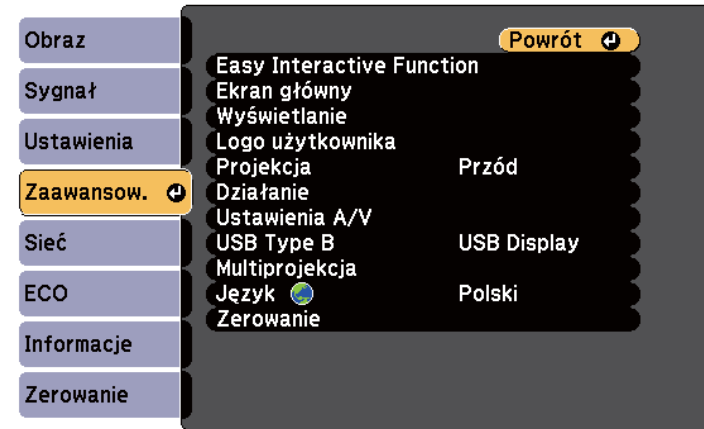 Obraz
Sygnał
Ustawienia
Zaawansow.
Sieć
ECO
Informacje
Zerowanie
Powrót
Easy Interactive Function
Ekran główny
Wyświetlanie
Logo użytkownika
Projekcja Przód
Działanie
Ustawienia A/V
USB Type B USB Display
Multiprojekcja
Język Polski
Zerowanie